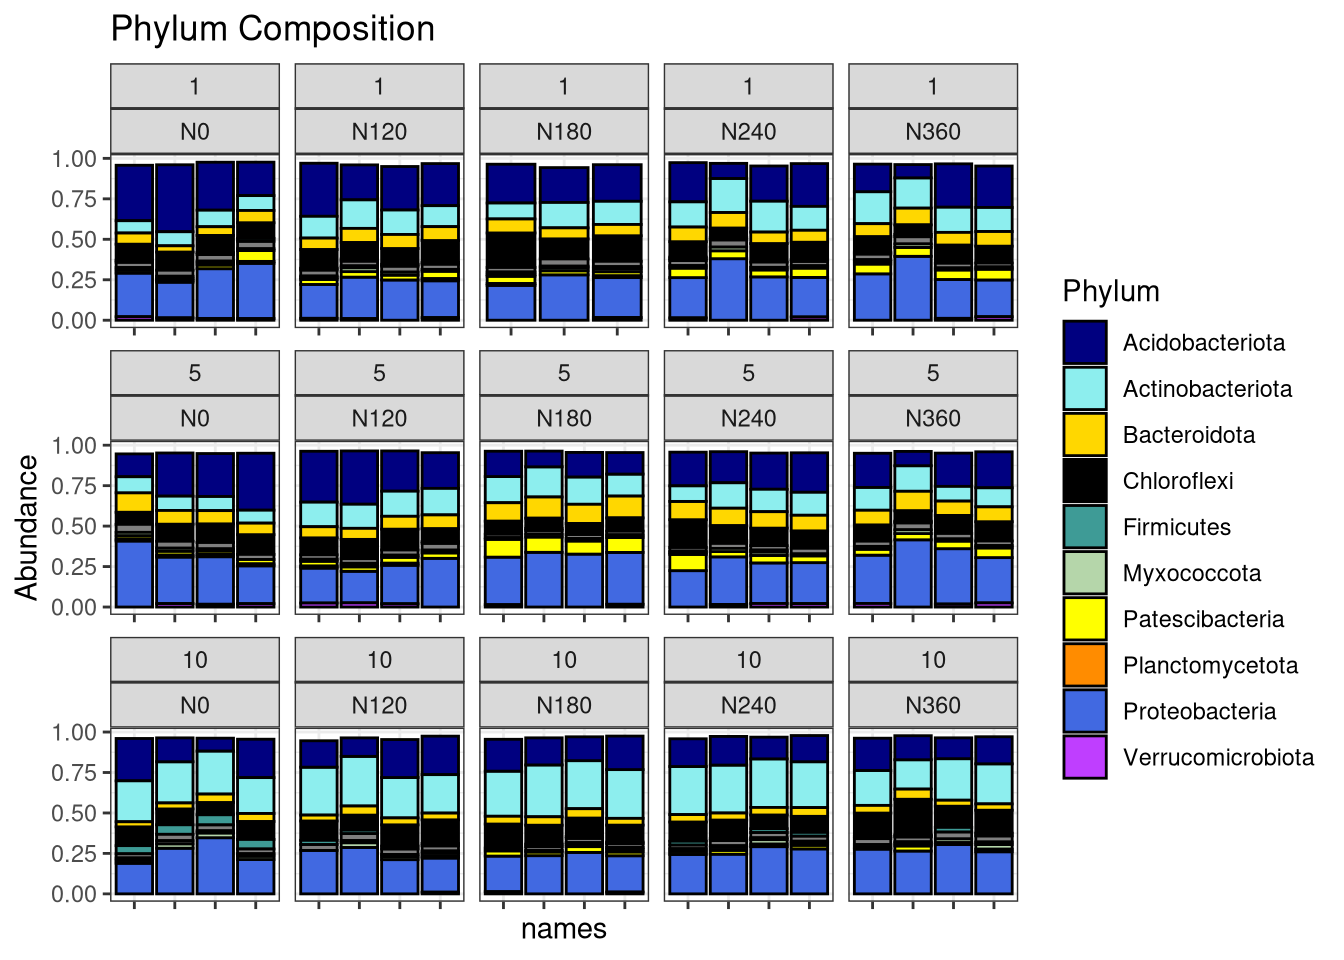 Phylum Composition
1 1 1 1 1
N0 N120 N180 N240 N360
1.00
0.75
0.50
0.25
0.00
5 5 5 5 5
N0 N120 N180 N240 N360
1.00
0.75
0.50
0.25
0.00
10 10 10 10 10
N0 N120 N180 N240 N360
1.00
0.75
0.50
0.25
0.00
Abundance
names
Phylum
Acidobacteriota
Actinobacteriota
Bacteroidota
Chloroflexi
Firmicutes
Myxococcota
Patescibacteria
Planctomycetota
Proteobacteria
Verrucomicrobiota